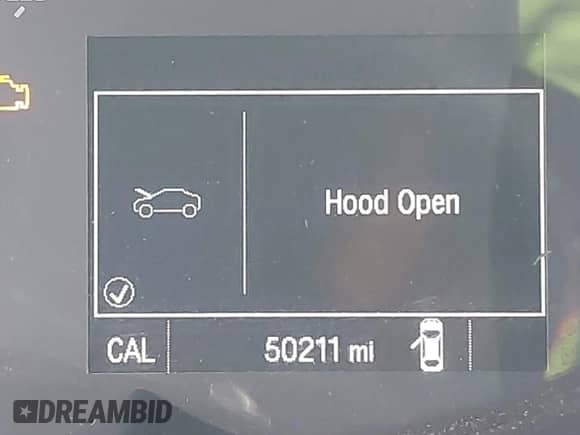 Hood Open
CAL
50211 mi
DREAMBID